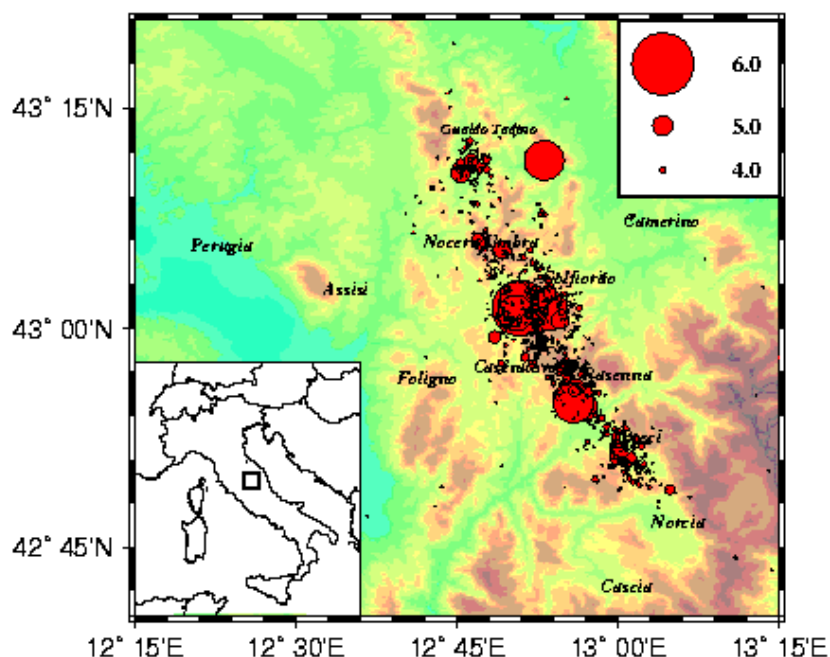 6.0
43° 15'N
Gualdo Tadino
5.0
4.0
Camerino
Perugia
Nocera Umbra
Assisi
43° 00'N
Foligno
Norcia
42° 45'N
Cascia
12° 15'E
12° 30'E
12° 45'E
13° 00'E
13° 15'E